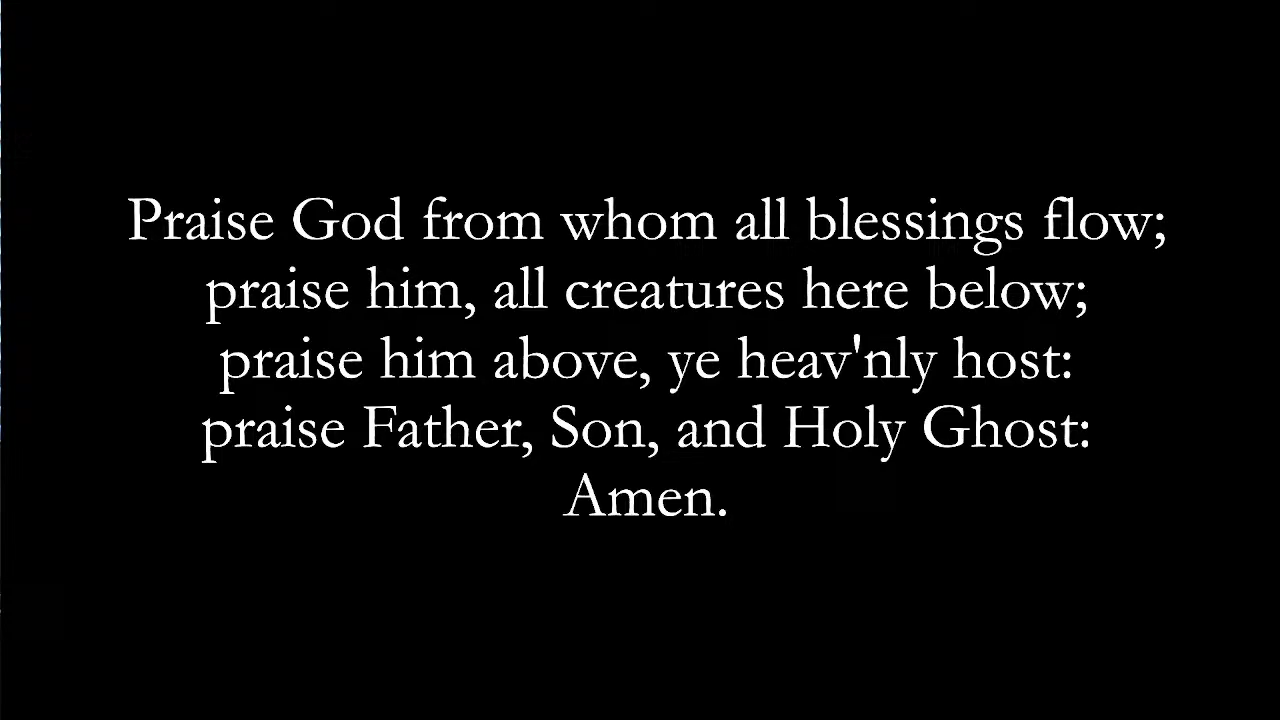 Praise God from whom all blessings flow;
praise him, all creatures here below;
praise him above, ye heav'nly host:
praise Father, Son, and Holy Ghost:
Amen.